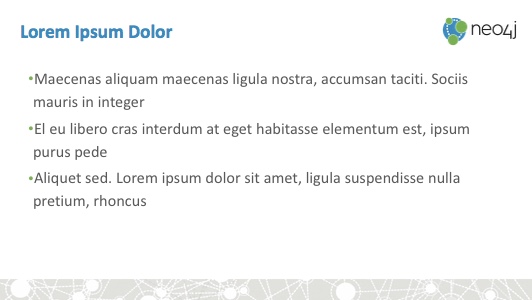 Lorem Ipsum Dolor
neo4j
•Maecenas aliquam maecenas ligula nostra, accumsan taciti. Sociis
mauris in integer
•El eu libero cras interdum at eget habitasse elementum est, ipsum
purus pede
•Aliquet sed. Lorem ipsum dolor sit amet, ligula suspendisse nulla
pretium, rhoncus